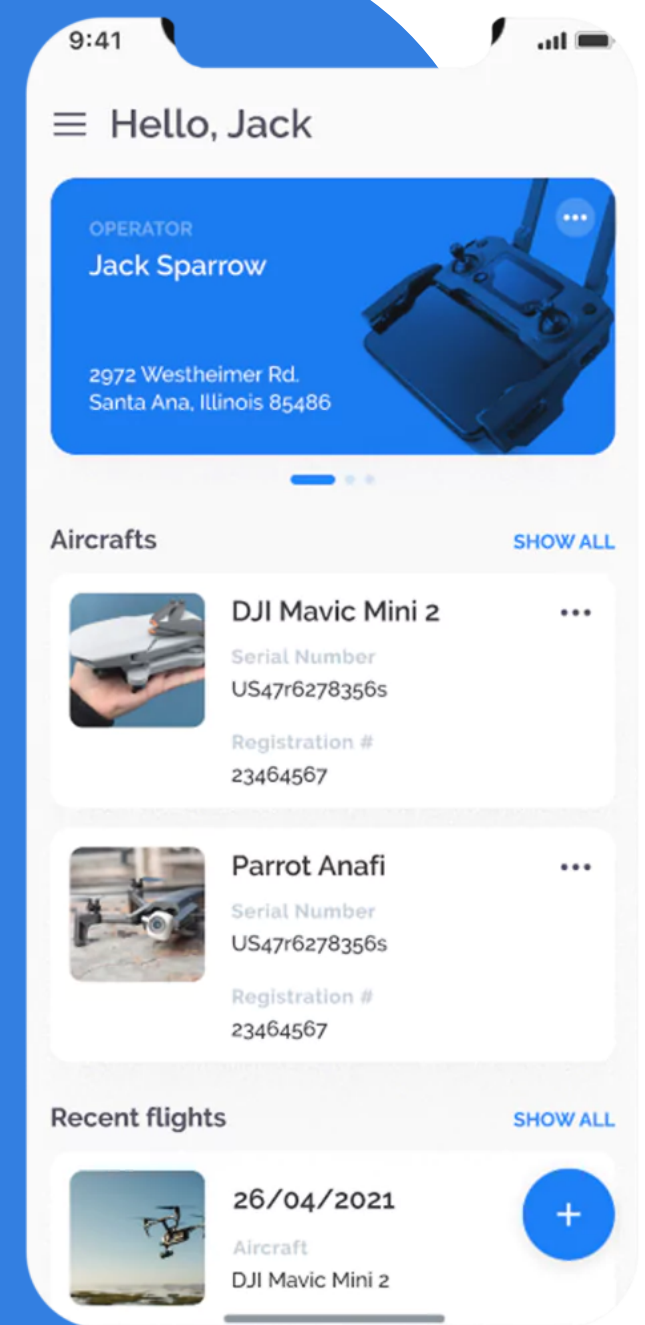 9:41
Hello, Jack
OPERATOR
Jack Sparrow
2972 Westheimer Rd.
Santa Ana, Illinois 85486
Aircrafts
SHOW ALL
DJI Mavic Mini 2
Serial Number
US47r6278356s
Registration #
23464567
Parrot Anafi
Serial Number
US47r6278356s
Registration #
23464567
Recent flights
SHOW ALL
26/04/2021
Aircraft
DJI Mavic Mini 2